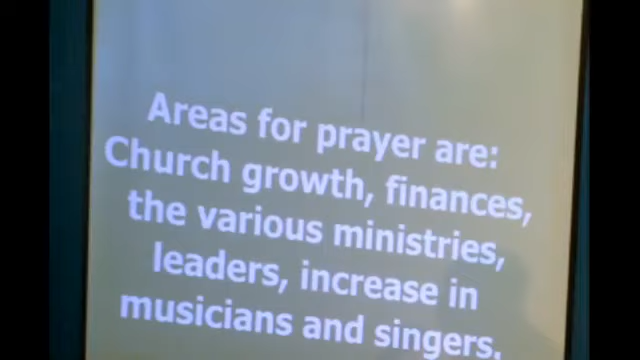 Areas for prayer are:
Church growth, finances,
the various ministries,
leaders, increase in
musicians and singers.